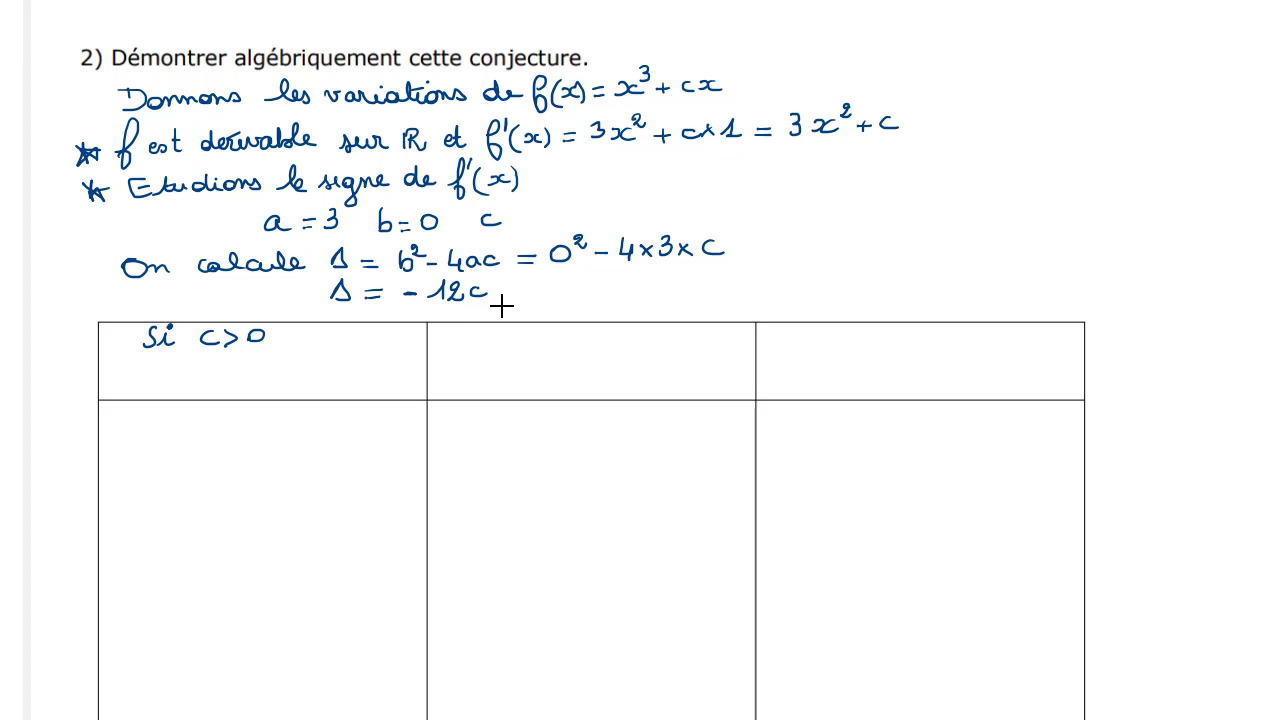 2) Démontrer algébriquement cette conjecture.
Donnons les variations de f(x) = x³ + cx
* f est dérivable sur ℝ et f'(x) = 3x² + c×1 = 3x² + c
* Etudions le signe de f'(x)
a = 3 b = 0 c
On calcule Δ = b² - 4ac = 0² - 4×3×c
Δ = - 12c
Si c > 0